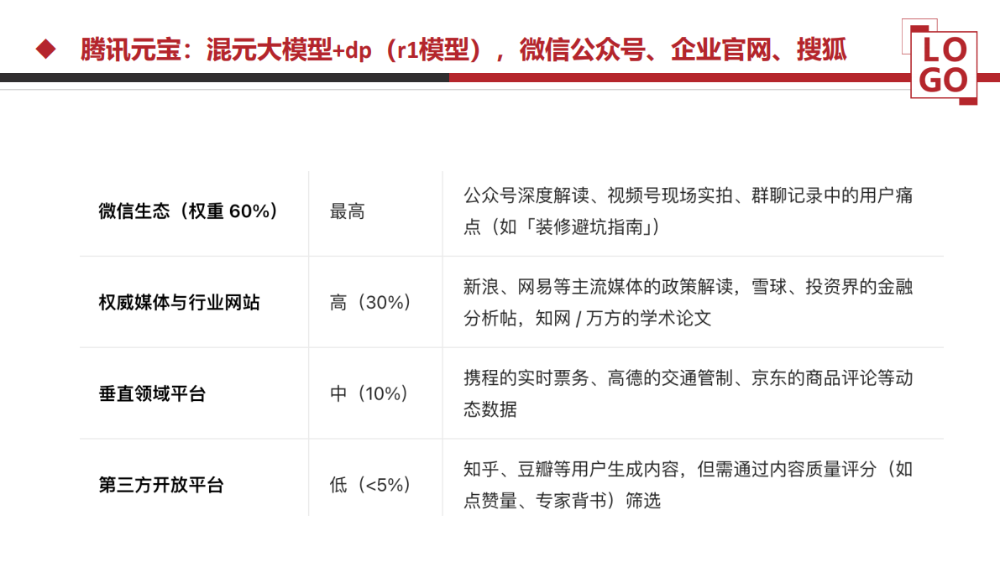 腾讯元宝：混元大模型+dp（r1模型），微信公众号、企业官网、搜狐
LO
GO
微信生态（权重 60%）
最高
公众号深度解读、视频号现场实拍、群聊记录中的用户痛
点（如「装修避坑指南」）
权威媒体与行业网站
高（30%）
新浪、网易等主流媒体的政策解读，雪球、投资界的金融
分析帖，知网 / 万方的学术论文
垂直领域平台
中（10%）
携程的实时票务、高德的交通管制、京东的商品评论等动
态数据
第三方开放平台
低（<5%）
知乎、豆瓣等用户生成内容，但需通过内容质量评分（如
点赞量、专家背书）筛选